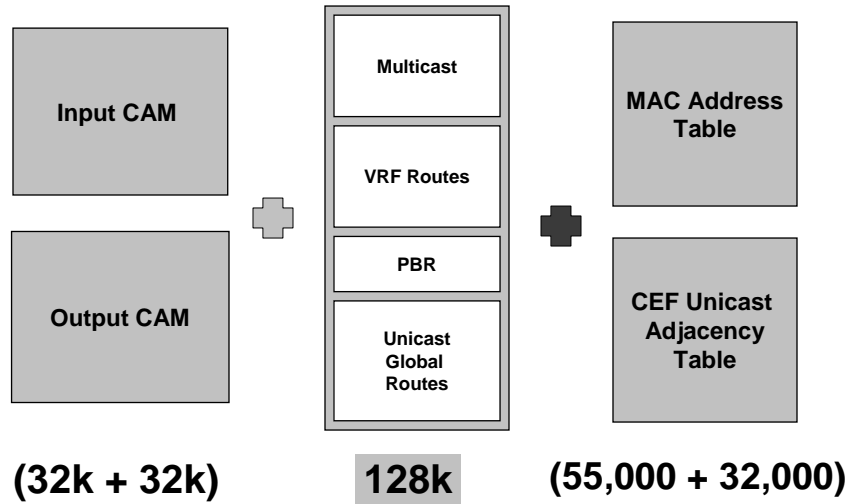 Input CAM
Output CAM
Multicast
VRF Routes
PBR
Unicast
Global
Routes
MAC Address
Table
CEF Unicast
Adjacency
Table
(32k + 32k)
128k
(55,000 + 32,000)